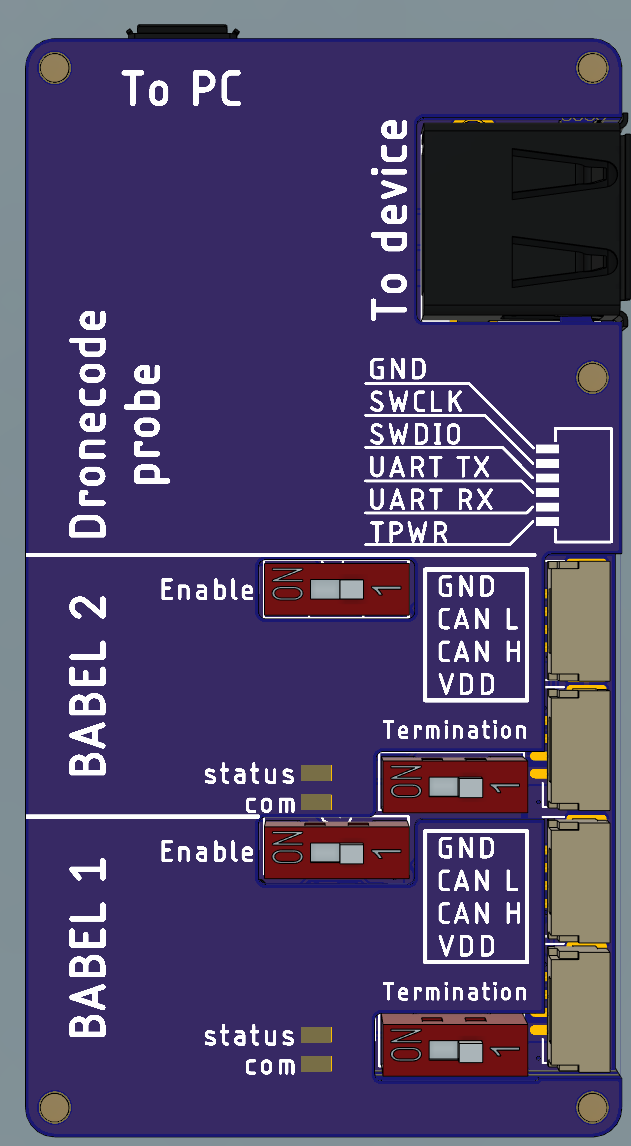 To PC
To device
Dronecode
probe
GND
SWCLK
SWDIO
UART TX
UART RX
TPWR
BABEL 2
Enable
ON
1
GND
CAN L
CAN H
VDD
Termination
ON
1
status
com
BABEL 1
Enable
ON
1
GND
CAN L
CAN H
VDD
Termination
ON
1
status
com